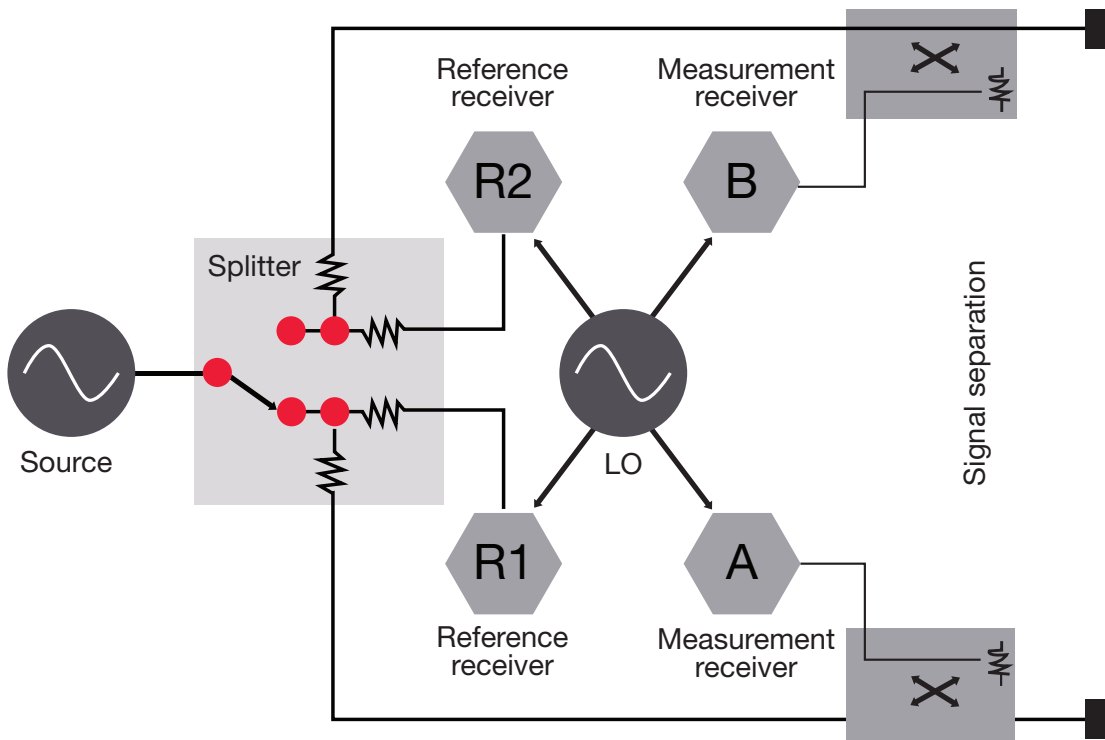 Reference
receiver
Measurement
receiver
R2
B
Splitter
Source
LO
Signal separation
R1
A
Reference
receiver
Measurement
receiver